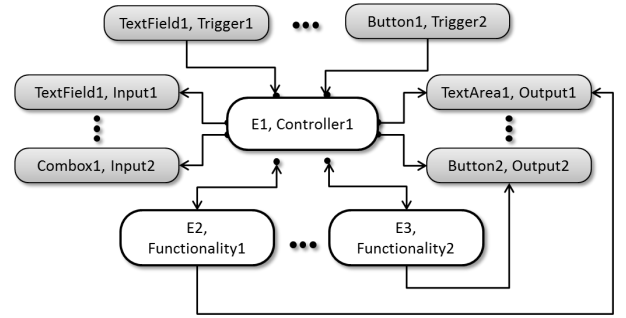 TextField1, Trigger1
Button1, Trigger2
TextField1, Input1
TextArea1, Output1
E1, Controller1
Combox1, Input2
Button2, Output2
E2,
Functionality1
E3,
Functionality2